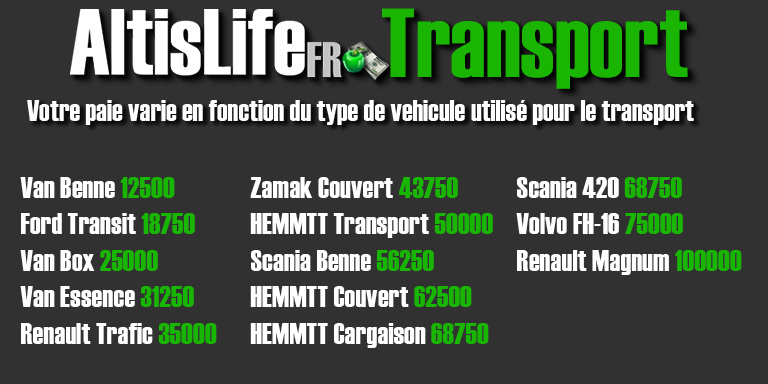 AltisLifeFR Transport
Votre paie varie en fonction du type de vehicule utilisé pour le transport
Van Benne 12500
Ford Transit 18750
Van Box 25000
Van Essence 31250
Renault Trafic 35000
Zamak Couvert 43750
HEMMTT Transport 50000
Scania Benne 56250
HEMMTT Couvert 62500
HEMMTT Cargaison 68750
Scania 420 68750
Volvo FH-16 75000
Renault Magnum 100000